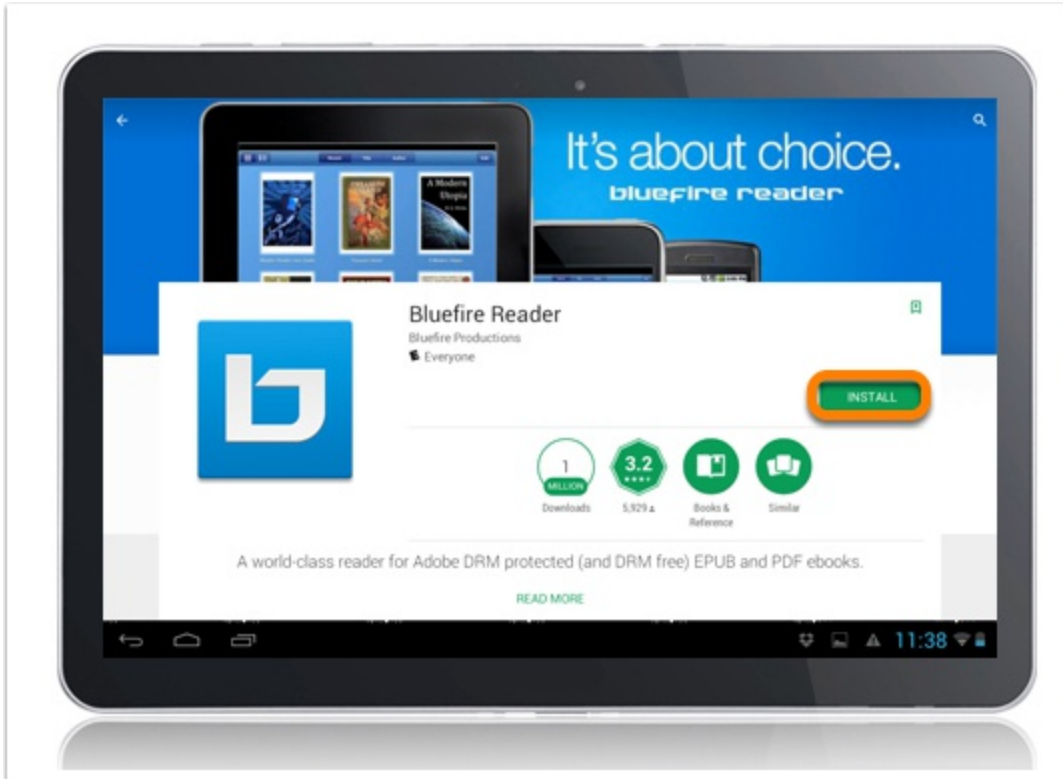 It's about choice.
bluefire reader
A Modern
Utopia
Bluefire Reader
Bluefire Productions
Everyone
INSTALL
1
MILLION
Downloads
3.2
5,929
Books &
Reference
Similar
A world-class reader for Adobe DRM protected (and DRM free) EPUB and PDF ebooks.
READ MORE
11:38